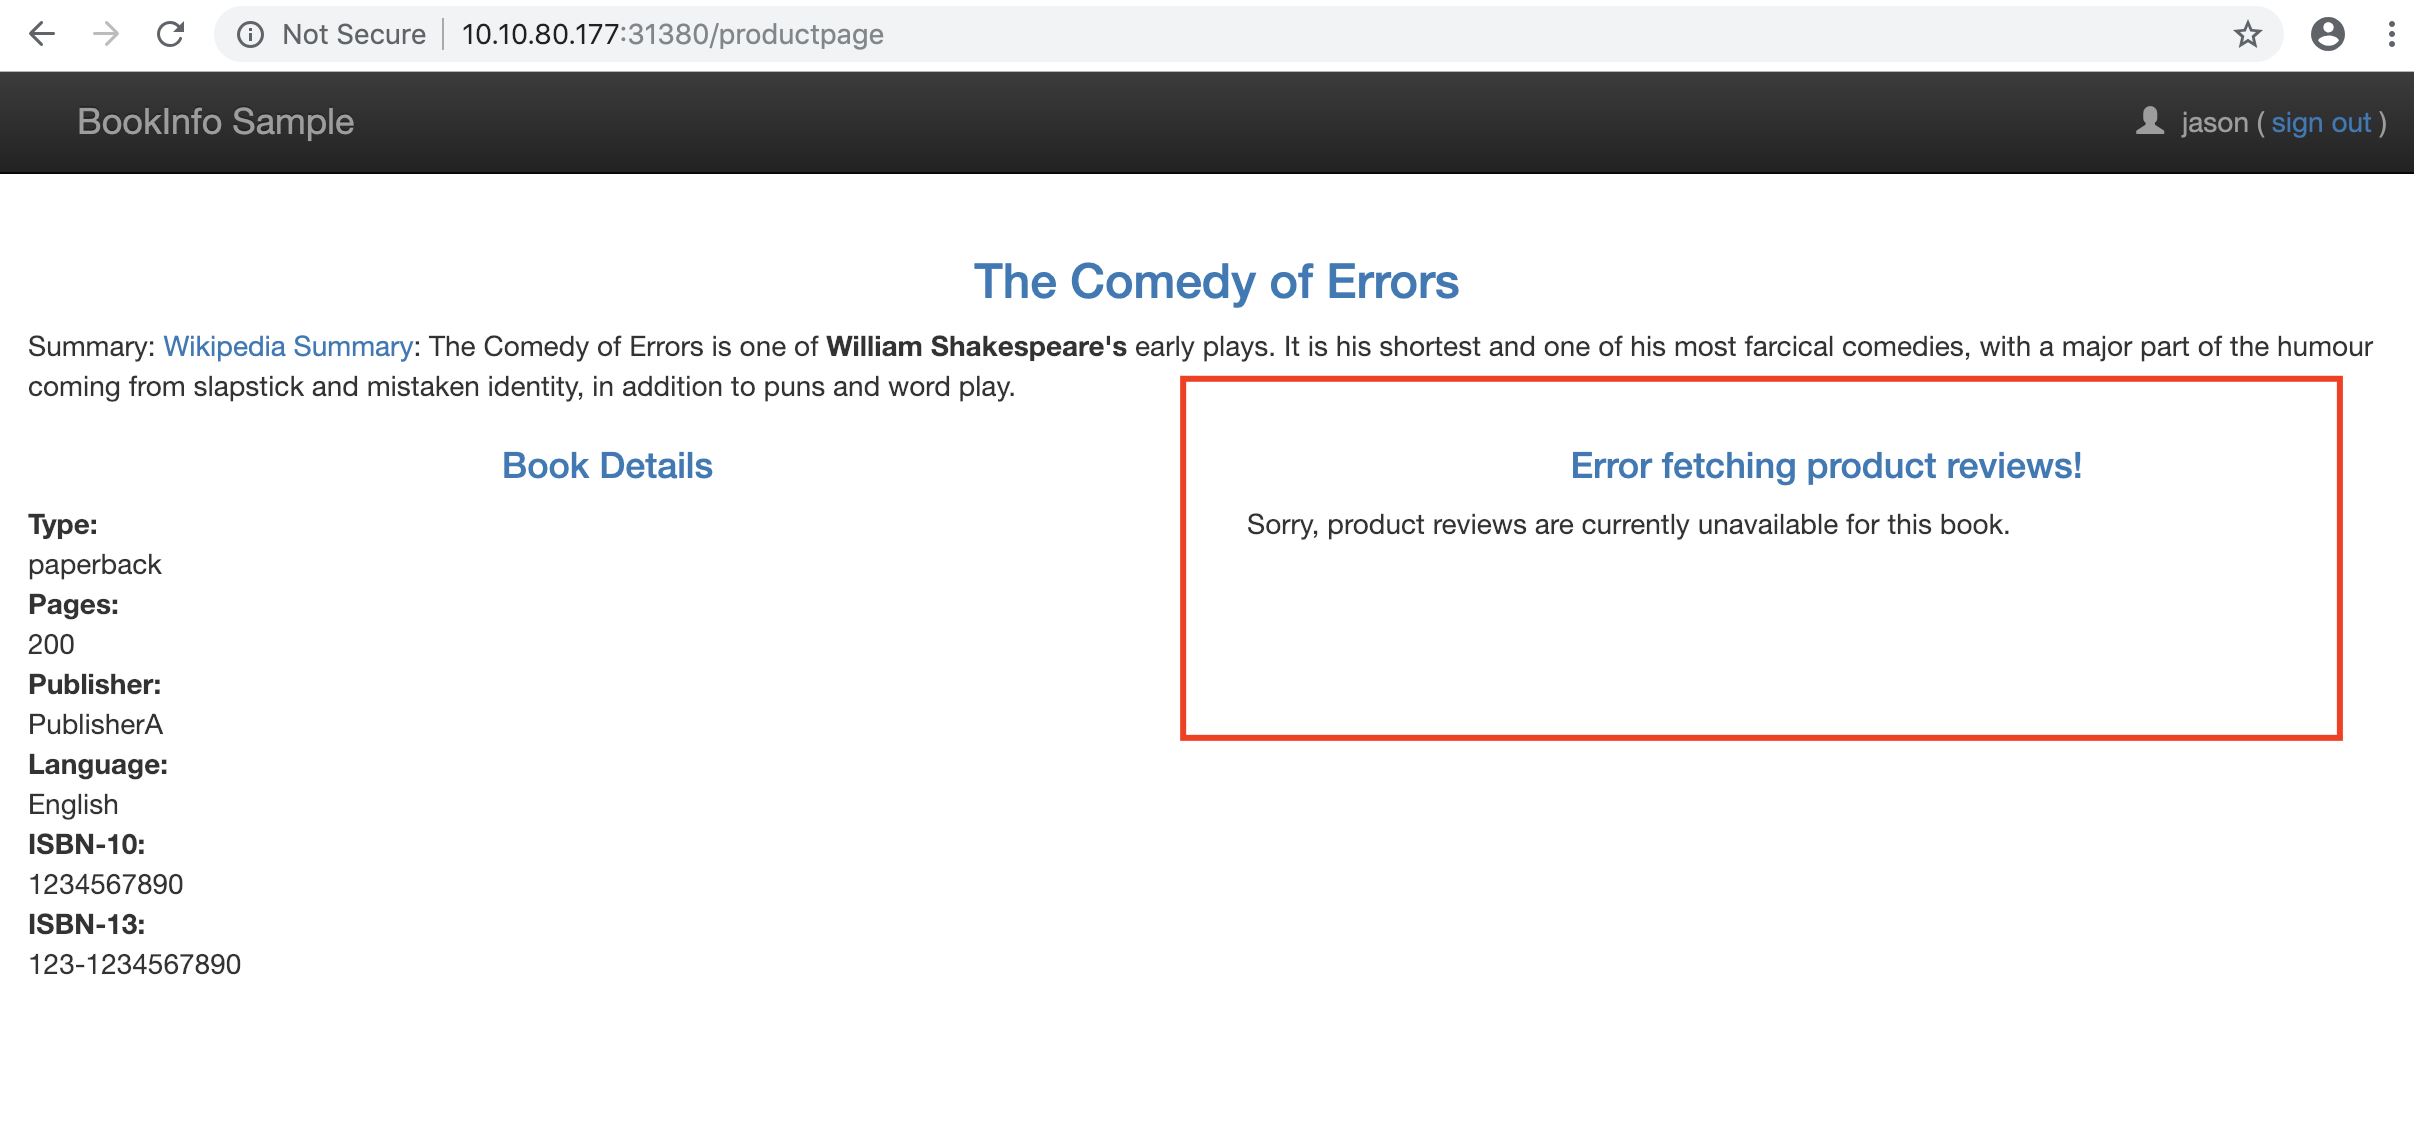 Not Secure 10.10.80.177:31380/productpage
BookInfo Sample
jason ( sign out )
The Comedy of Errors
Summary: Wikipedia Summary: The Comedy of Errors is one of William Shakespeare's early plays. It is his shortest and one of his most farcical comedies, with a major part of the humour
coming from slapstick and mistaken identity, in addition to puns and word play.
Book Details
Type:
paperback
Pages:
200
Publisher:
PublisherA
Language:
English
ISBN-10:
1234567890
ISBN-13:
123-1234567890
Error fetching product reviews!
Sorry, product reviews are currently unavailable for this book.